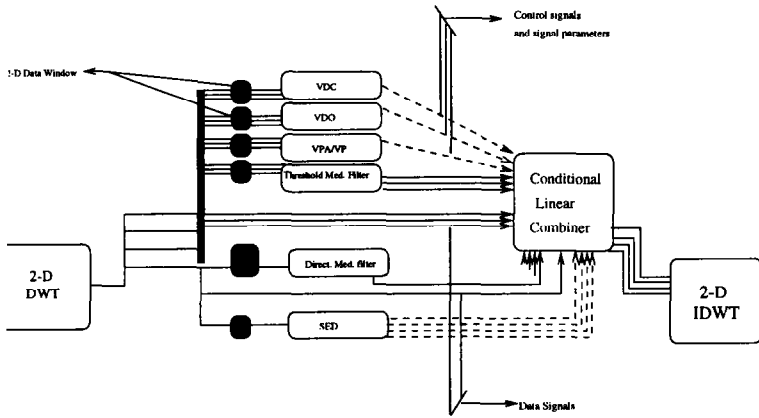 Control signals
and signal parameters
2-D Data Window
VDC
VDO
VPA/VP
Threshold Med. Filter
Conditional
Linear
Combiner
2-D
DWT
Direct. Med. filter
2-D
IDWT
SED
Data Signals